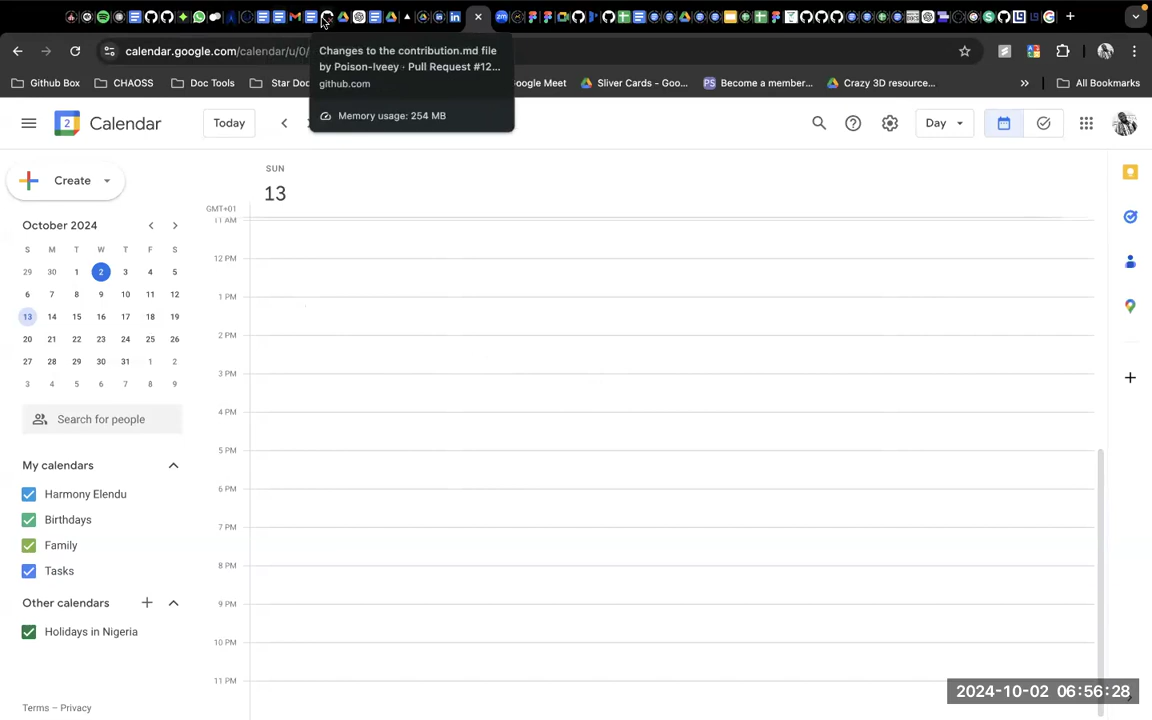 calendar.google.com/calendar/u/0/
Changes to the contribution.md file
by Poison-Iveey · Pull Request #12...
github.com
Memory usage: 254 MB
Github Box
CHAOSS
Doc Tools
Star Doc
oogle Meet
Sliver Cards - Goo...
Become a member...
Crazy 3D resource...
»
All Bookmarks
2
Calendar
Today
Day
Create
SUN
13
GMT+01
October 2024
S M T W T F S
29 30 1 2 3 4 5
6 7 8 9 10 11 12
13 14 15 16 17 18 19
20 21 22 23 24 25 26
27 28 29 30 31 1 2
3 4 5 6 7 8 9
Search for people
My calendars
Harmony Elendu
Birthdays
Family
Tasks
Other calendars
Holidays in Nigeria
Terms – Privacy
11 AM
12 PM
1 PM
2 PM
3 PM
4 PM
5 PM
6 PM
7 PM
8 PM
9 PM
10 PM
11 PM
2024-10-02 06:56:28